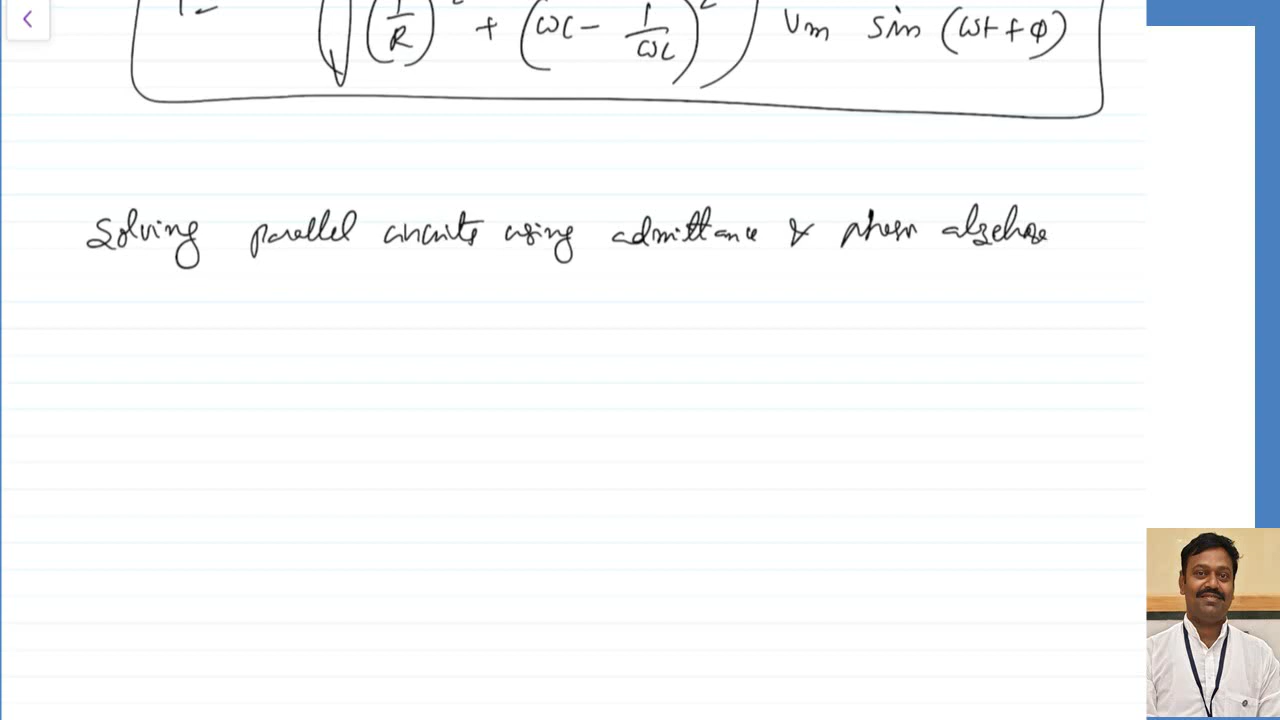 i = (√((1/R)² + (ωC - 1/ωL)²)) Vm sin (ωt + φ)
Solving parallel circuits using admittance & phasor algebra